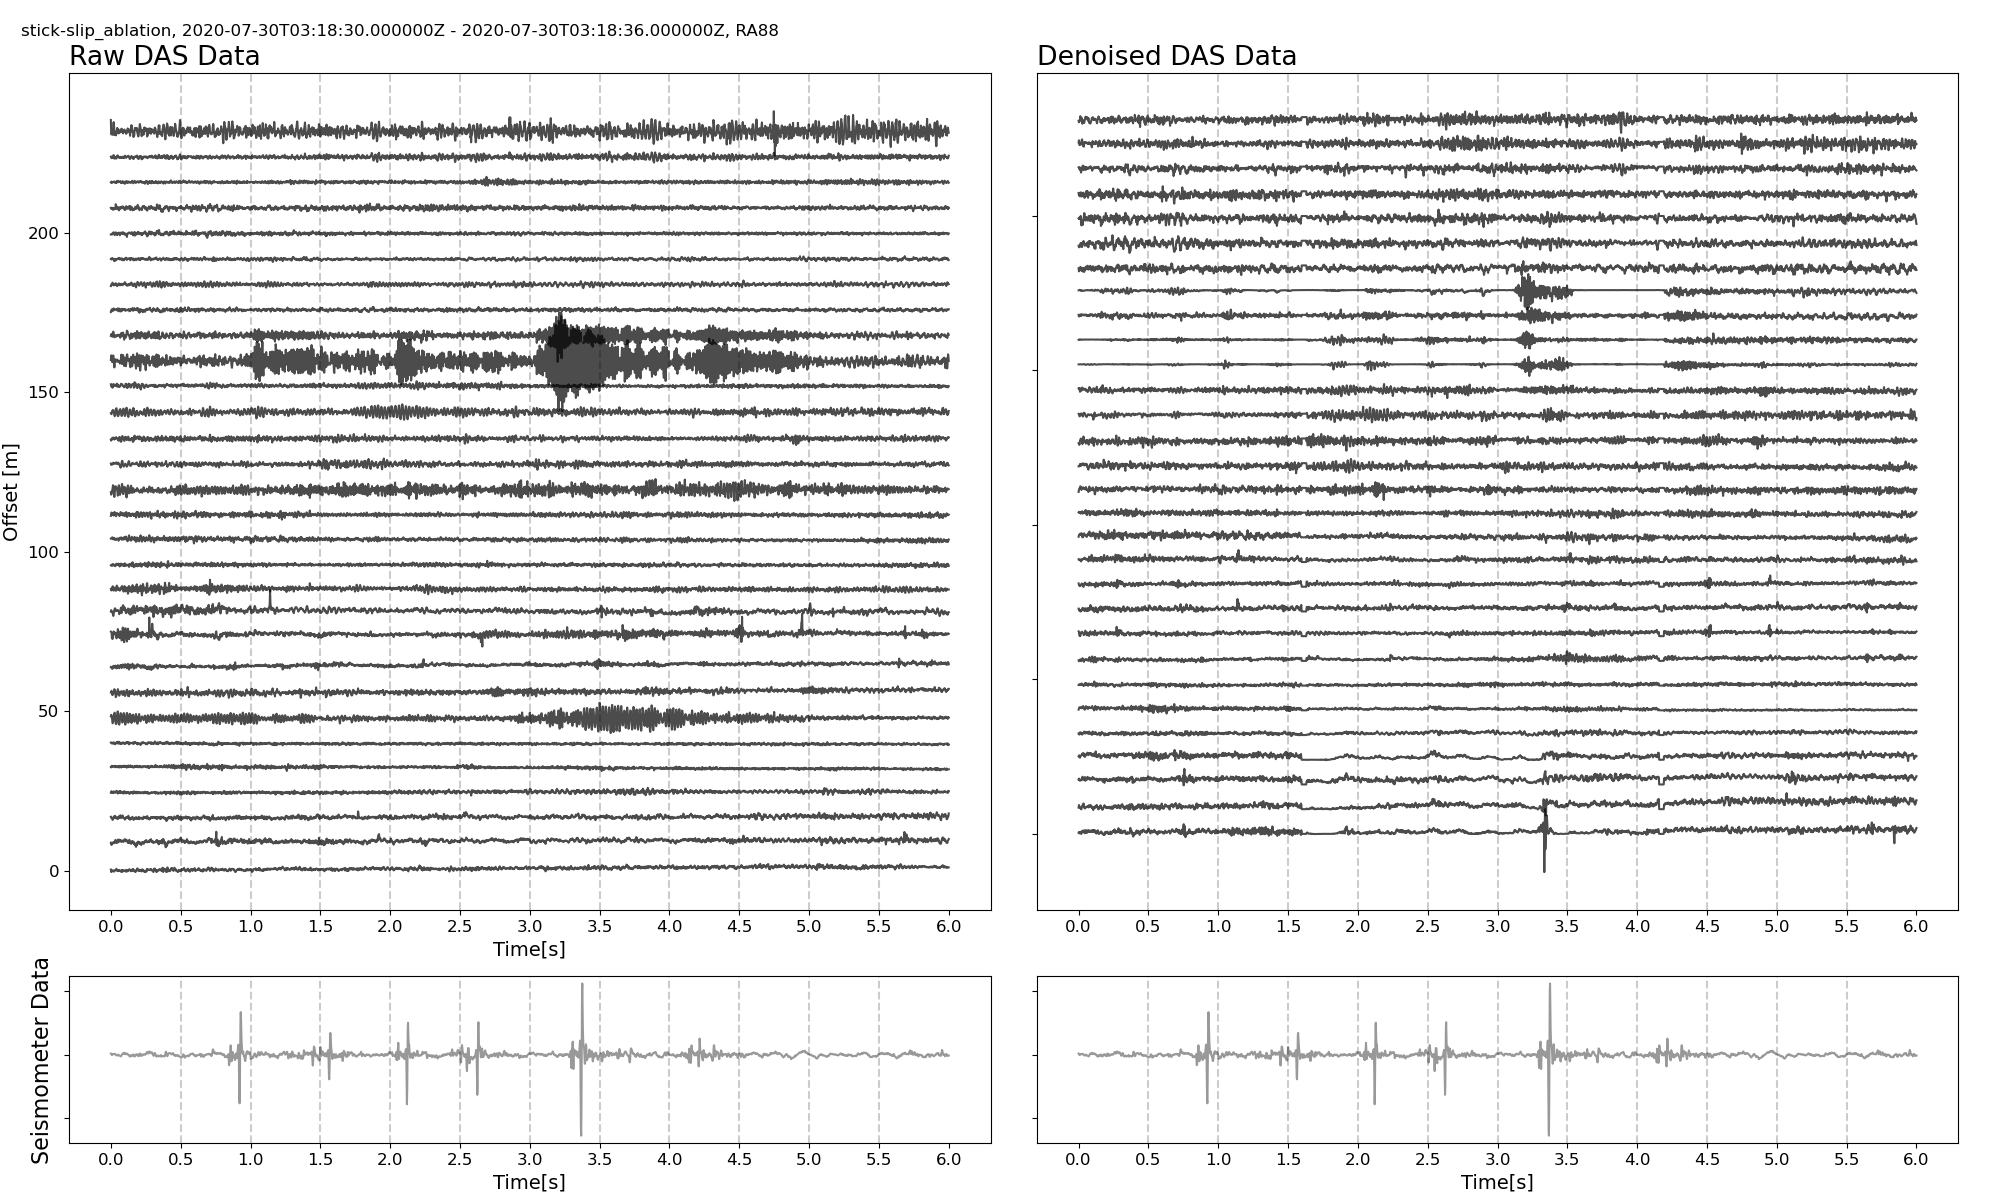 stick-slip_ablation, 2020-07-30T03:18:30.000000Z - 2020-07-30T03:18:36.000000Z, RA88
Raw DAS Data
Denoised DAS Data
Offset [m]
200
150
100
50
0
0.0 0.5 1.0 1.5 2.0 2.5 3.0 3.5 4.0 4.5 5.0 5.5 6.0
Time[s]
0.0 0.5 1.0 1.5 2.0 2.5 3.0 3.5 4.0 4.5 5.0 5.5 6.0
Seismometer Data
0.0 0.5 1.0 1.5 2.0 2.5 3.0 3.5 4.0 4.5 5.0 5.5 6.0
Time[s]
0.0 0.5 1.0 1.5 2.0 2.5 3.0 3.5 4.0 4.5 5.0 5.5 6.0
Time[s]